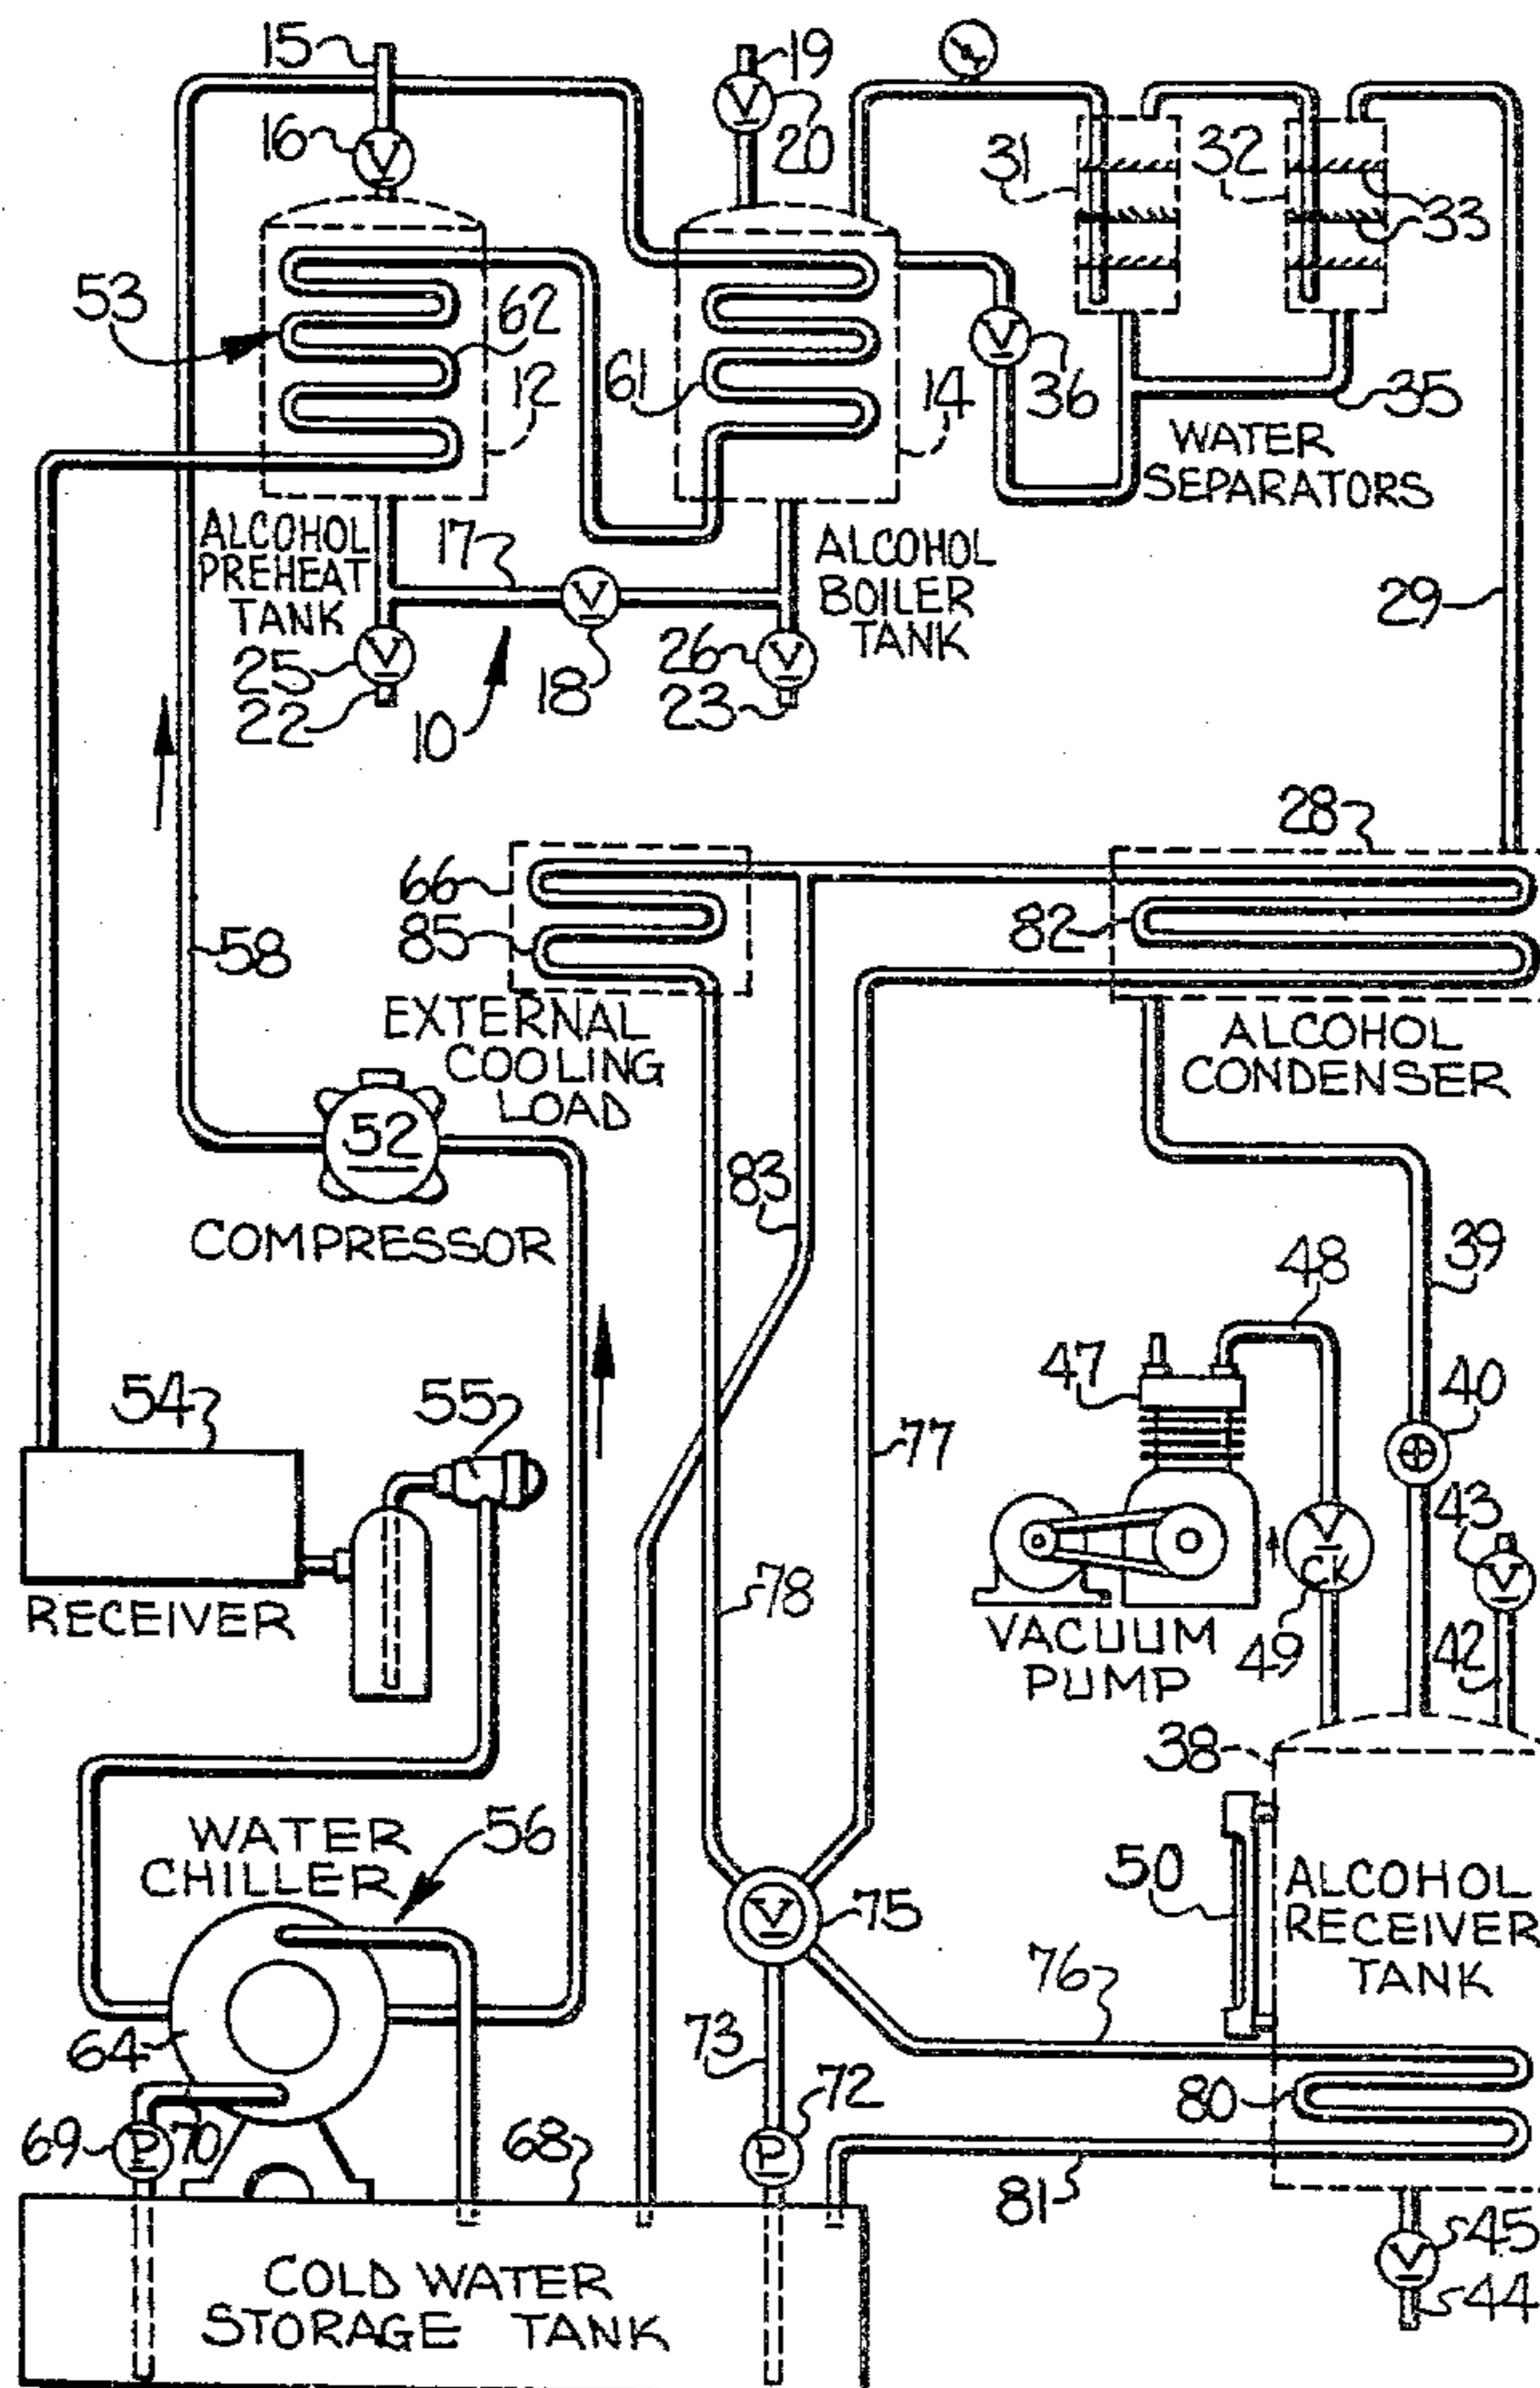 15
19
16
V
V
20
31
32
33
53
62
12
61
14
V
36
35
WATER
SEPARATORS
ALCOHOL
PREHEAT
TANK
17
V
ALCOHOL
BOILER
TANK
29
25
V
22
10
18
26
V
23
28
66
85
82
58
EXTERNAL
COOLING
LOAD
ALCOHOL
CONDENSER
52
COMPRESSOR
83
39
48
47
40
54
55
77
43
V
V
CK
RECEIVER
78
VACUUM
PUMP
49
42
38
WATER
CHILLER
56
50
ALCOHOL
RECEIVER
TANK
V
75
76
64
73
72
80
69
P
70
68
P
81
45
V
44
COLD WATER
STORAGE TANK